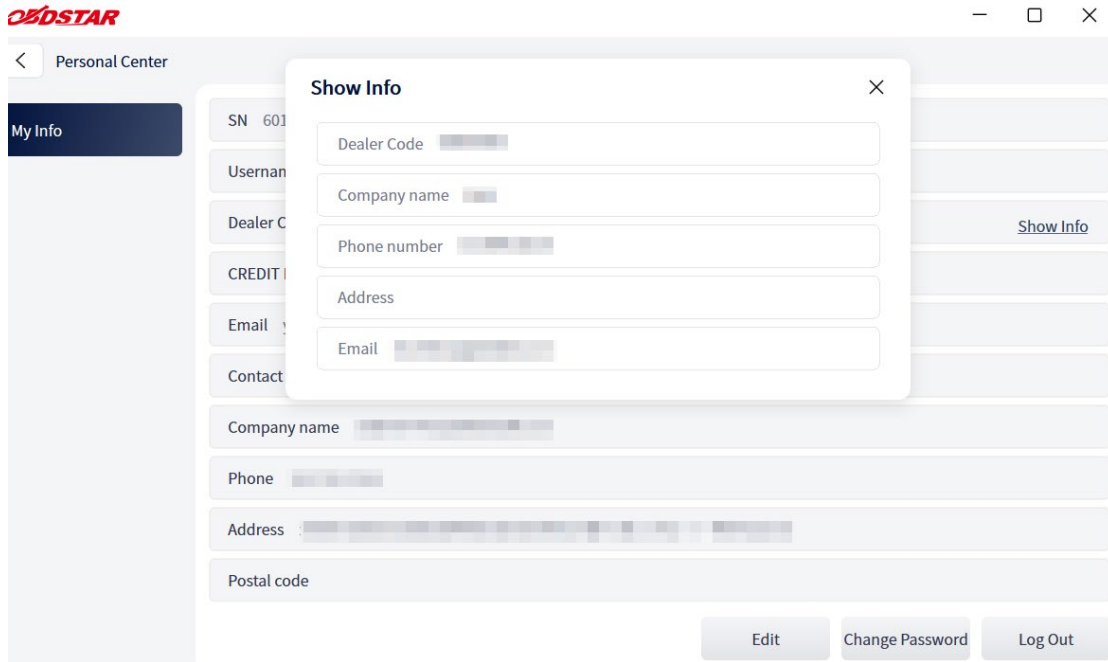 OBDSTAR
Personal Center
My Info
Show Info
Dealer Code
Company name
Phone number
Address
Email
SN 601
Usernan
Dealer C
Show Info
CREDIT
Email
Contact
Company name
Phone
Address
Postal code
Edit
Change Password
Log Out